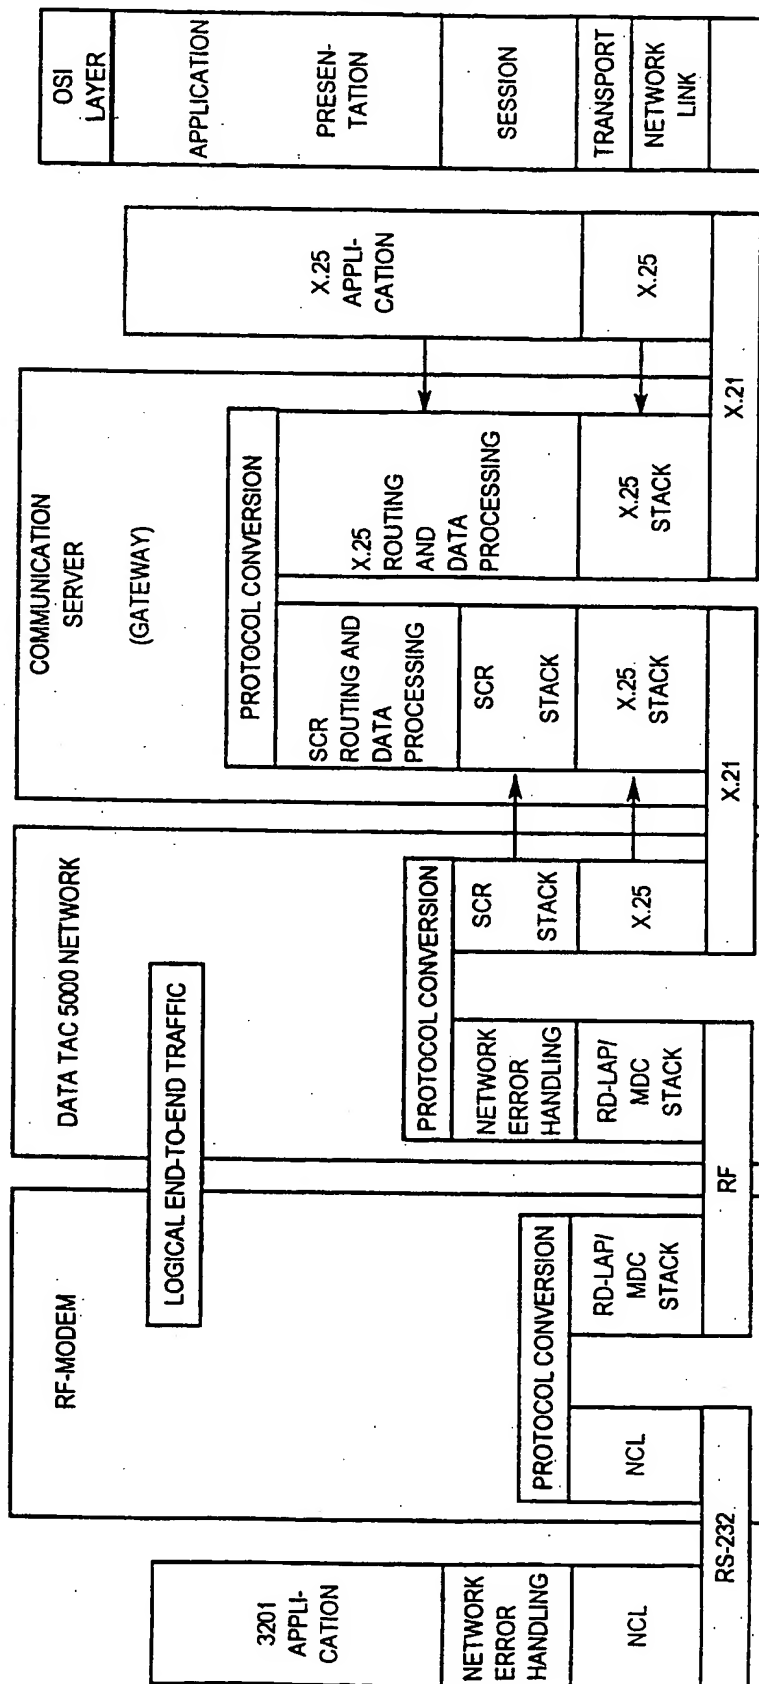 3201
APPLI-
CATION
NETWORK
ERROR
HANDLING
NCL
RS-232
RF-MODEM
PROTOCOL CONVERSION
NCL
RD-LAP/
MDC
STACK
RF
LOGICAL END-TO-END TRAFFIC
DATA TAC 5000 NETWORK
PROTOCOL CONVERSION
NETWORK
ERROR
HANDLING
RD-LAP/
MDC
STACK
SCR
STACK
X.25
X.21
COMMUNICATION
SERVER
(GATEWAY)
PROTOCOL CONVERSION
SCR
ROUTING AND
DATA
PROCESSING
SCR
STACK
X.25
STACK
X.25
ROUTING
AND
DATA
PROCESSING
X.25
STACK
X.21
X.25
APPLI-
CATION
X.25
OSI
LAYER
APPLICATION
PRESEN-
TATION
SESSION
TRANSPORT
NETWORK
LINK